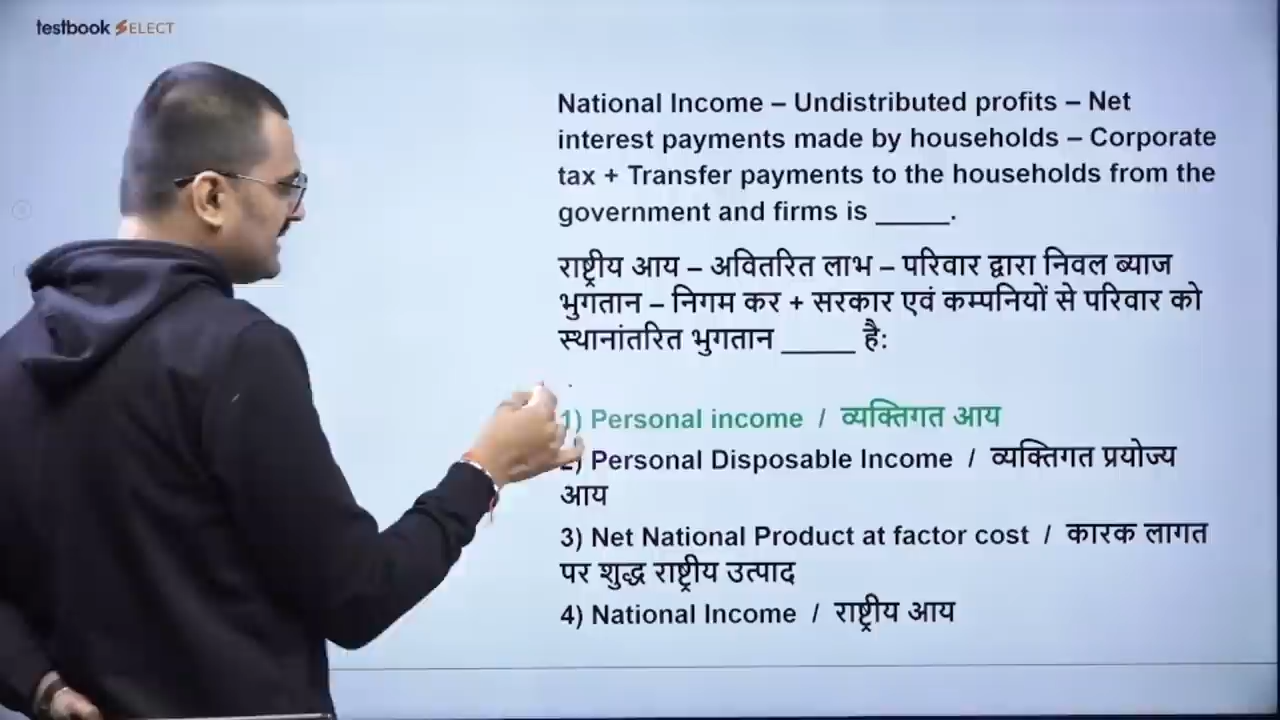 testbook SELECT
National Income – Undistributed profits – Net
interest payments made by households – Corporate
tax + Transfer payments to the households from the
government and firms is _____.
राष्ट्रीय आय – अवितरित लाभ – परिवार द्वारा निवल ब्याज
भुगतान – निगम कर + सरकार एवं कम्पनियों से परिवार को
स्थानांतरित भुगतान _____ है:
1) Personal income / व्यक्तिगत आय
2) Personal Disposable Income / व्यक्तिगत प्रयोज्य
आय
3) Net National Product at factor cost / कारक लागत
पर शुद्ध राष्ट्रीय उत्पाद
4) National Income / राष्ट्रीय आय